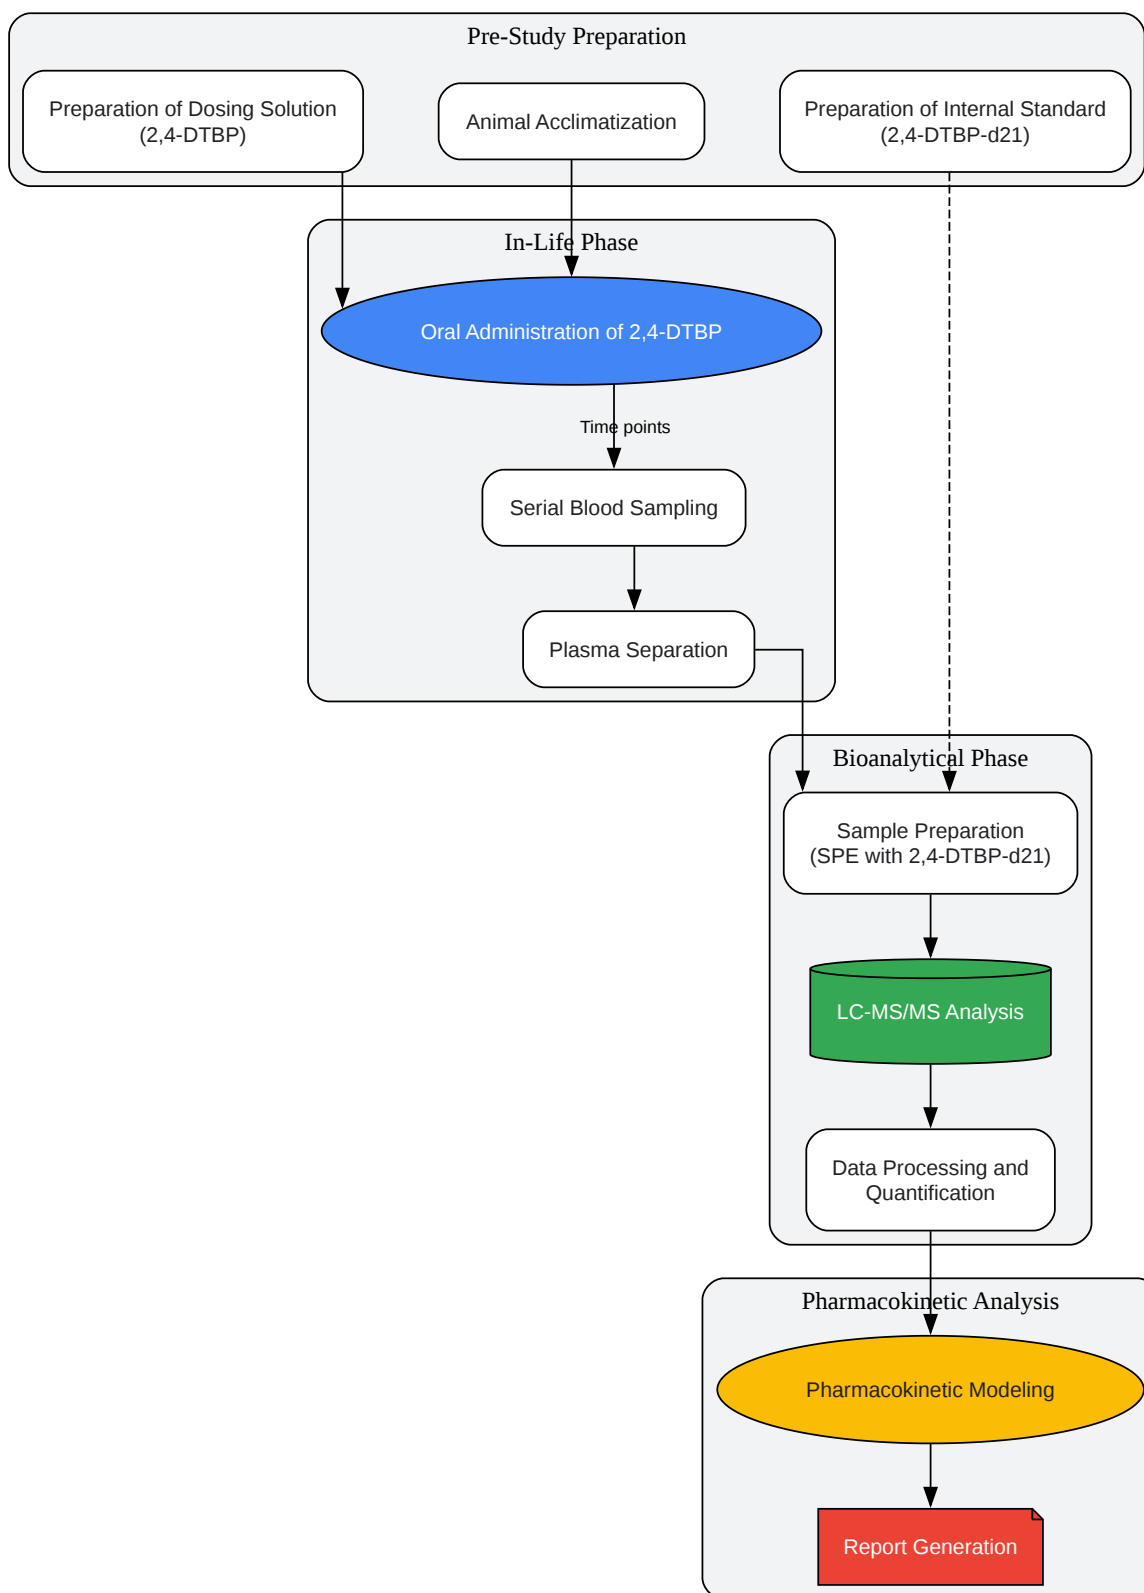 Pre-Study Preparation
Preparation of Dosing Solution
(2,4-DTBP)
Animal Acclimatization
Preparation of Internal Standard
(2,4-DTBP-d21)
In-Life Phase
Oral Administration of 2,4-DTBP
Time points
Serial Blood Sampling
Plasma Separation
Bioanalytical Phase
Sample Preparation
(SPE with 2,4-DTBP-d21)
LC-MS/MS Analysis
Data Processing and
Quantification
Pharmacokinetic Analysis
Pharmacokinetic Modeling
Report Generation